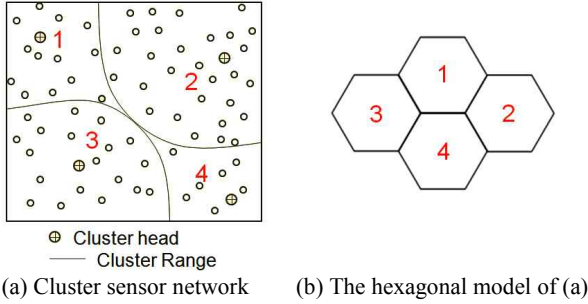 1
2
3
4
1
3
2
4
Cluster head
Cluster Range
(a) Cluster sensor network
(b) The hexagonal model of (a)